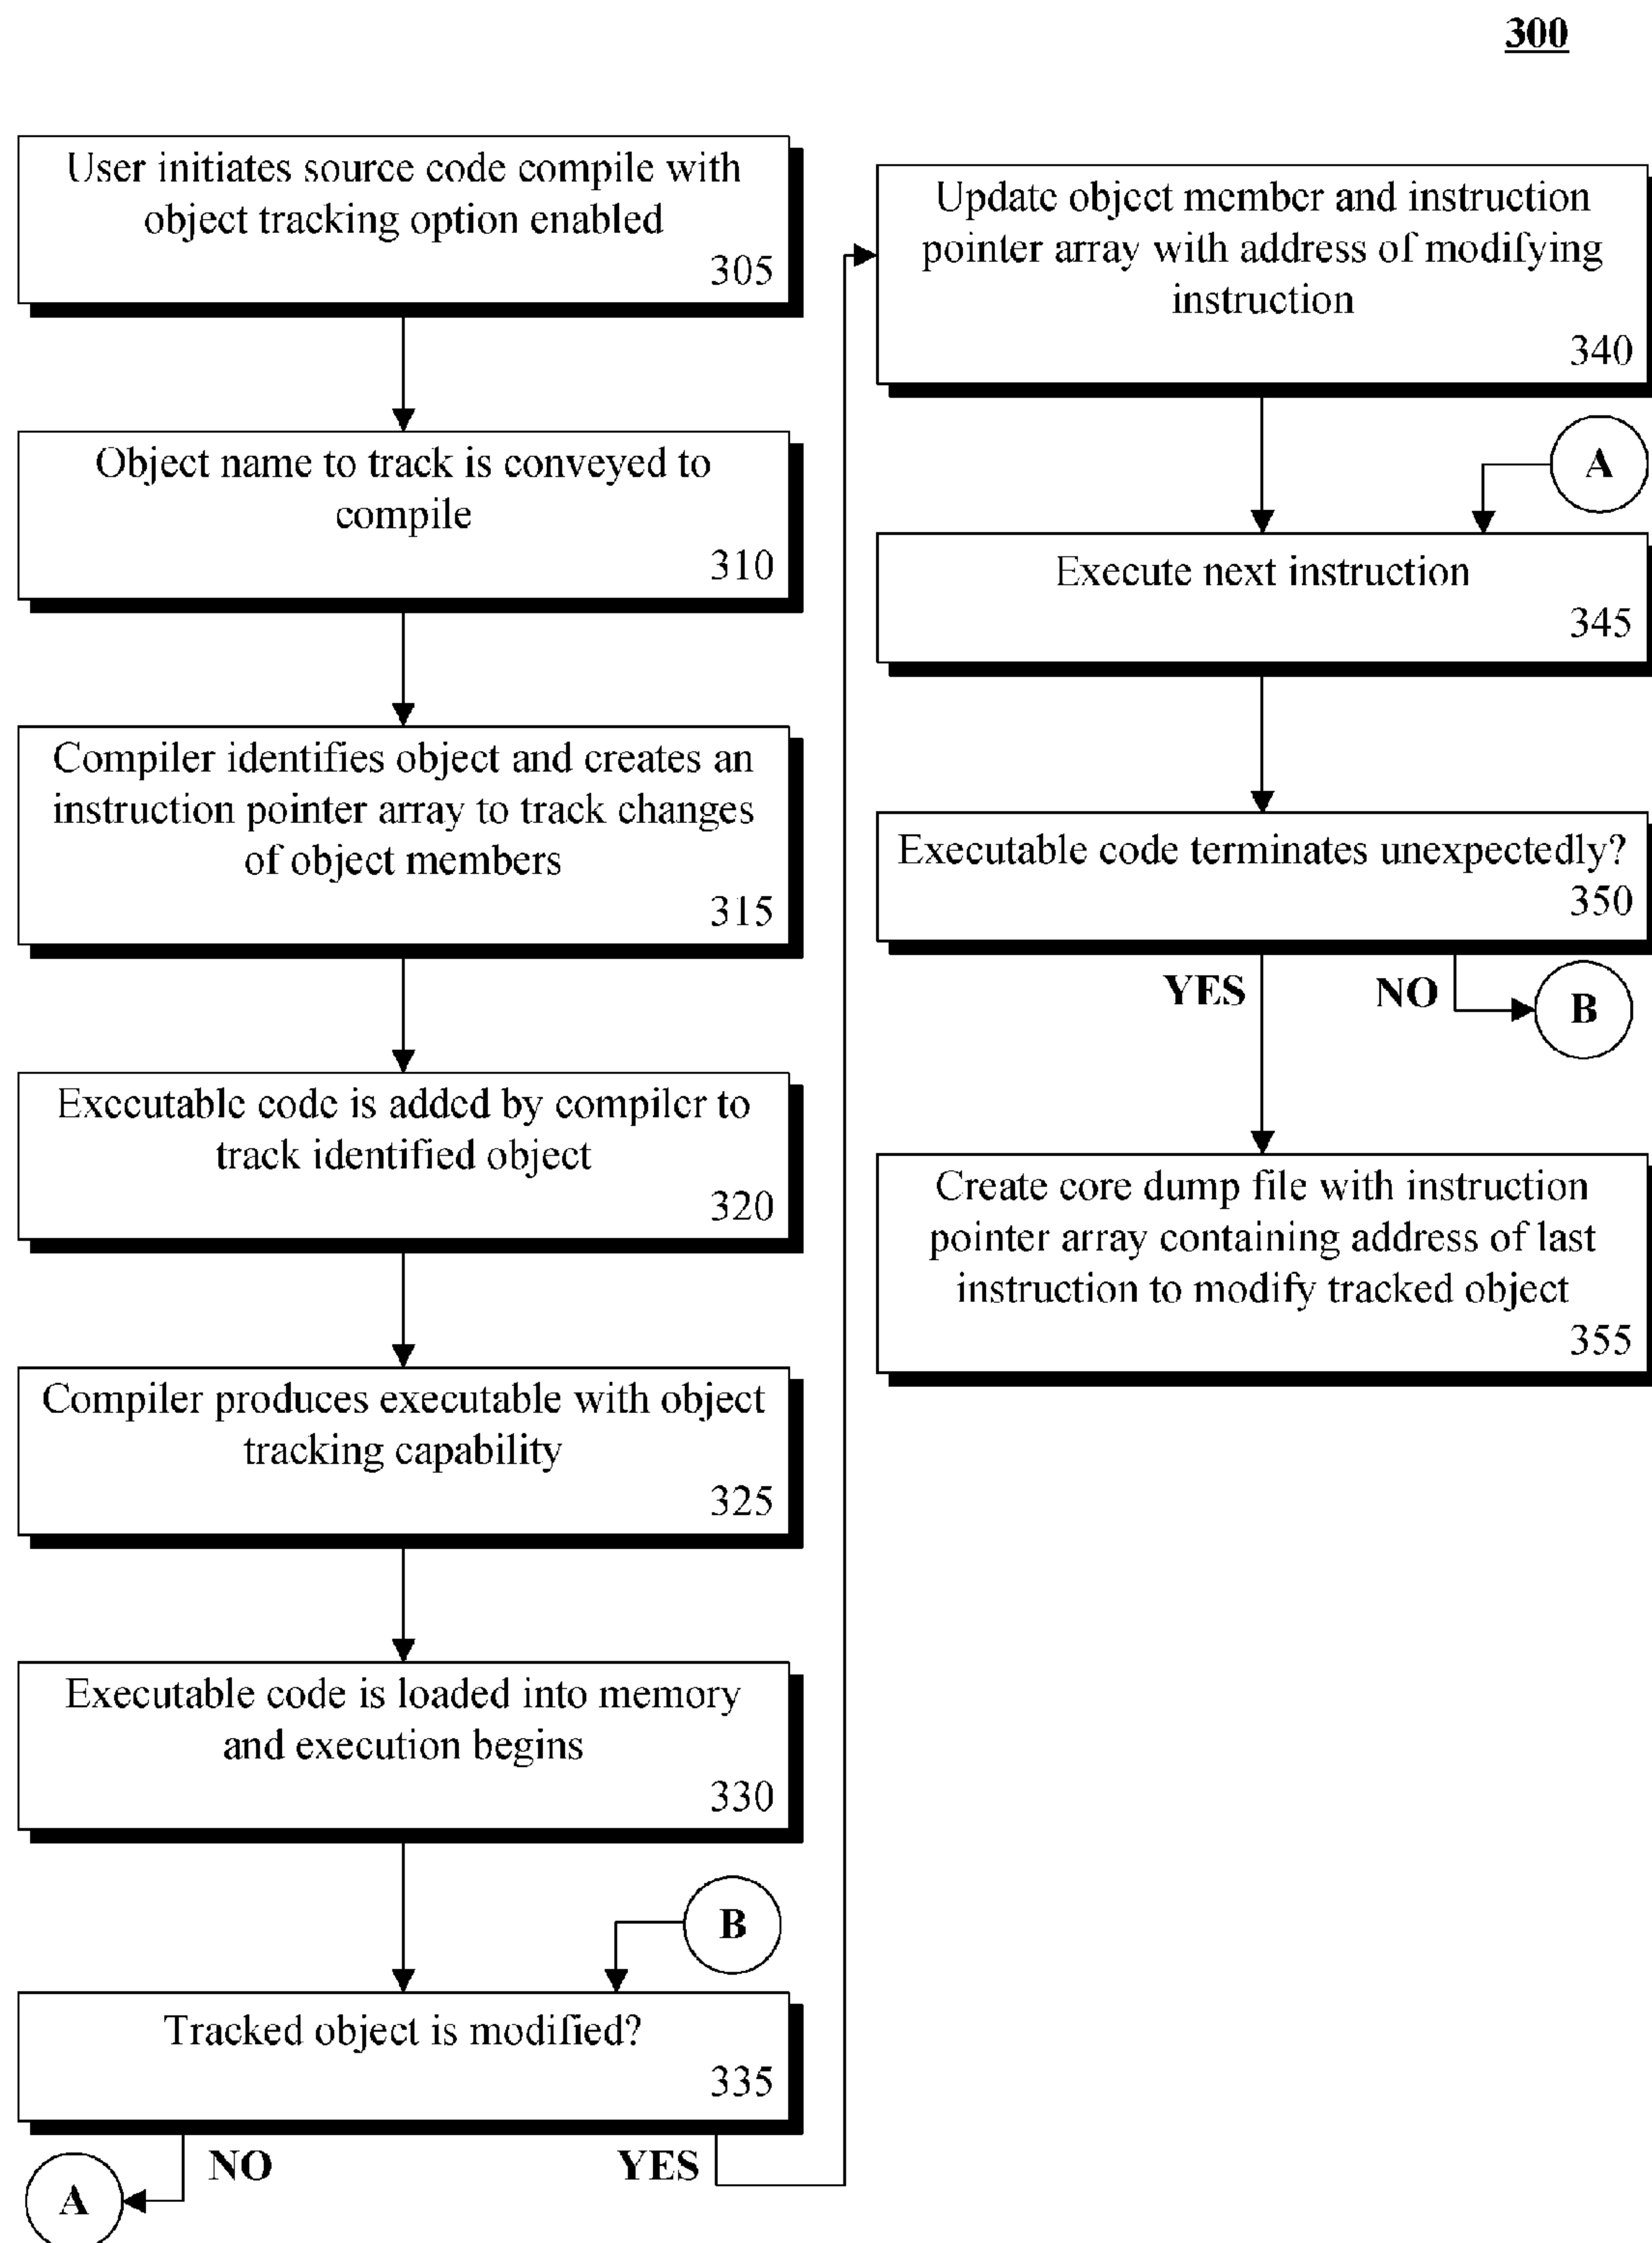 300
User initiates source code compile with
object tracking option enabled
305
Object name to track is conveyed to
compile
310
Compiler identifies object and creates an
instruction pointer array to track changes
of object members
315
Executable code is added by compiler to
track identified object
320
Compiler produces executable with object
tracking capability
325
Executable code is loaded into memory
and execution begins
330
B
Tracked object is modified?
335
NO
YES
A
Update object member and instruction
pointer array with address of modifying
instruction
340
A
Execute next instruction
345
Executable code terminates unexpectedly?
350
YES
NO
B
Create core dump file with instruction
pointer array containing address of last
instruction to modify tracked object
355